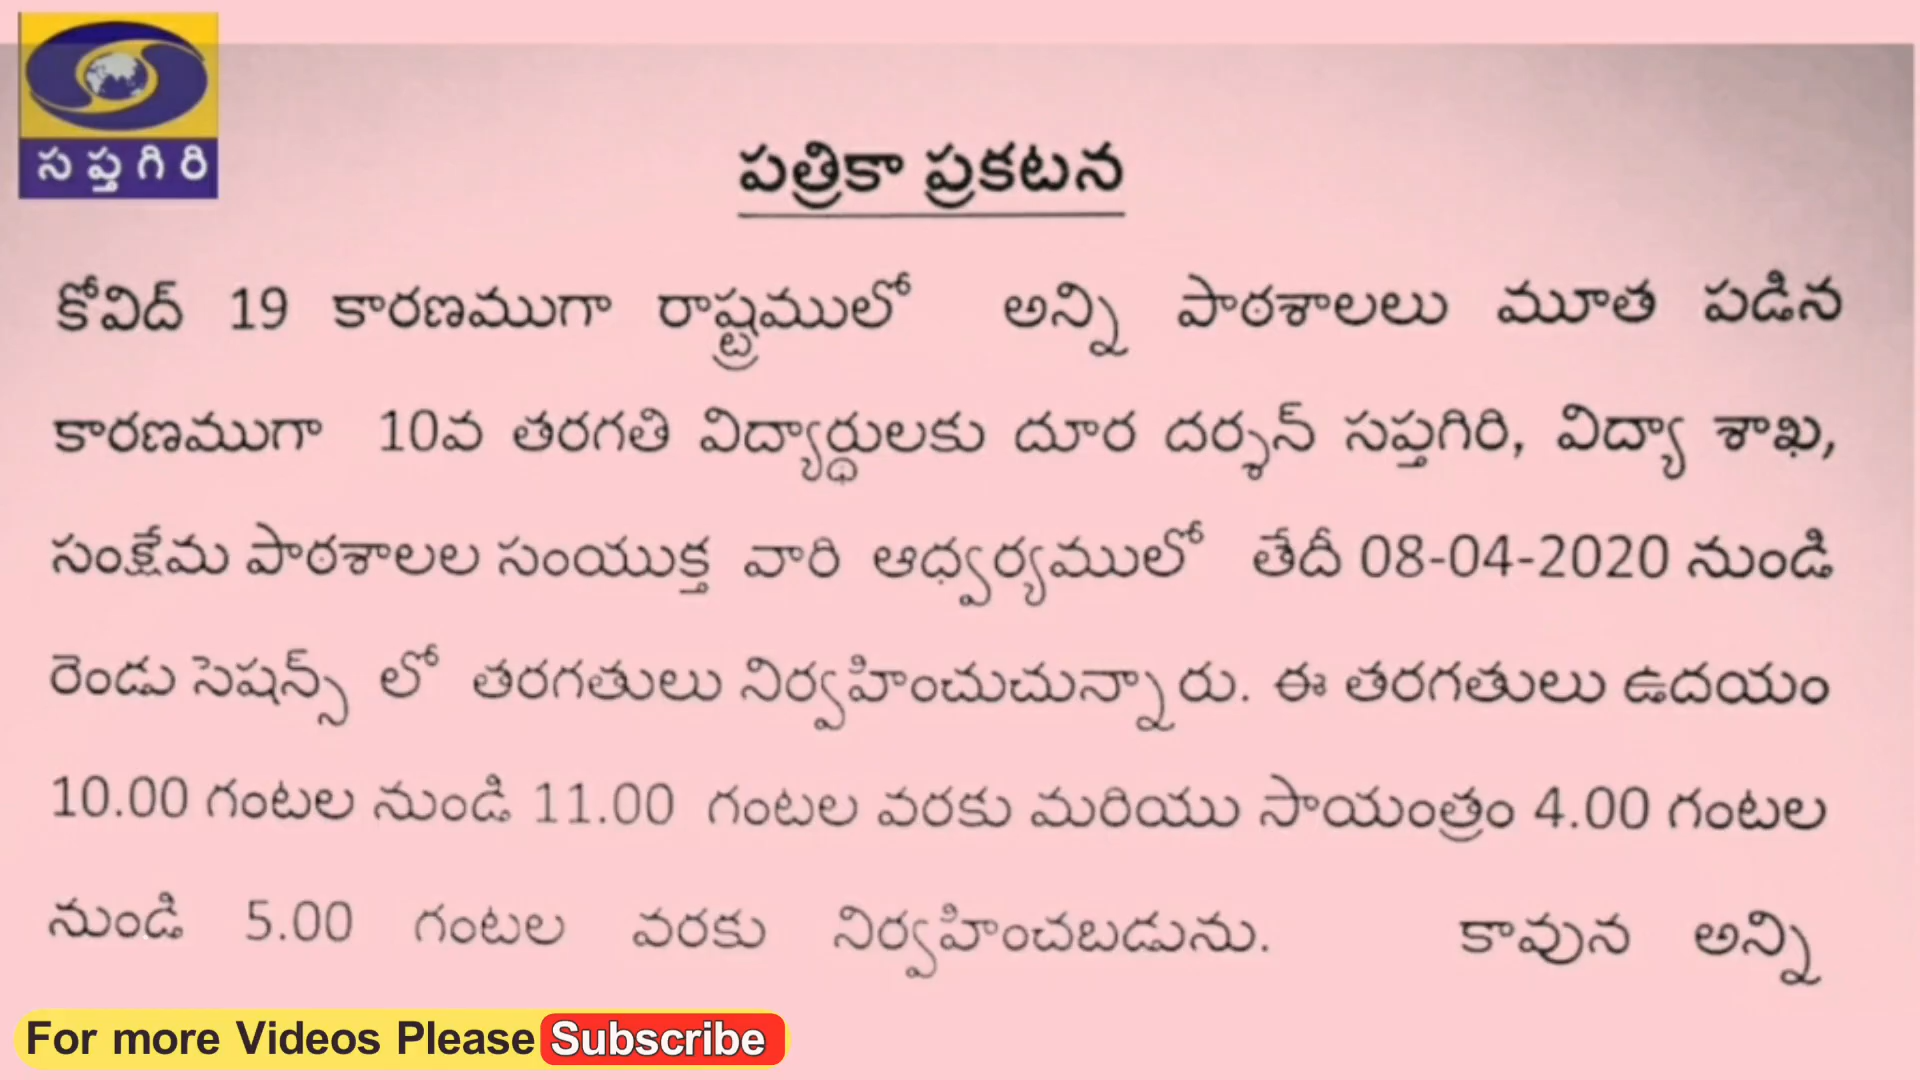 సప్తగిరి
పత్రికా ప్రకటన
కోవిద్ 19 కారణముగా రాష్ట్రములో అన్ని పాఠశాలలు మూత పడిన
కారణముగా 10వ తరగతి విద్యార్థులకు దూర దర్శన్ సప్తగిరి, విద్యా శాఖ,
సంక్షేమ పాఠశాలల సంయుక్త వారి ఆధ్వర్యములో తేదీ 08-04-2020 నుండి
రెండు సెషన్స్ లో తరగతులు నిర్వహించుచున్నారు. ఈ తరగతులు ఉదయం
10.00 గంటల నుండి 11.00 గంటల వరకు మరియు సాయంత్రం 4.00 గంటల
నుండి 5.00 గంటల వరకు నిర్వహించబడును. కావున అన్ని
For more Videos Please Subscribe